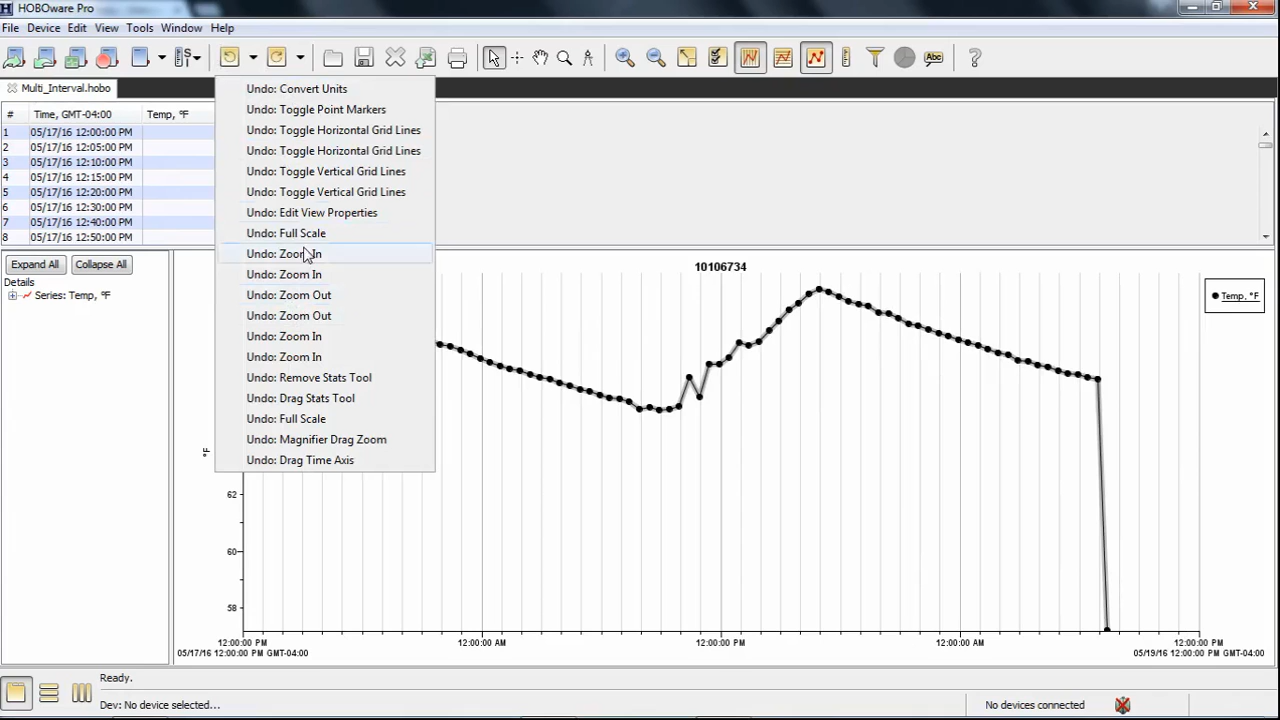 HOBOware Pro
File Device Edit View Tools Window Help
Multi_Interval.hobo
# Time, GMT-04:00 Temp, °F
1 05/17/16 12:00:00 PM
2 05/17/16 12:05:00 PM
3 05/17/16 12:10:00 PM
4 05/17/16 12:15:00 PM
5 05/17/16 12:20:00 PM
6 05/17/16 12:30:00 PM
7 05/17/16 12:40:00 PM
8 05/17/16 12:50:00 PM
Undo: Convert Units
Undo: Toggle Point Markers
Undo: Toggle Horizontal Grid Lines
Undo: Toggle Horizontal Grid Lines
Undo: Toggle Vertical Grid Lines
Undo: Toggle Vertical Grid Lines
Undo: Edit View Properties
Undo: Full Scale
Undo: Zoom In
Undo: Zoom In
Undo: Zoom Out
Undo: Zoom Out
Undo: Zoom In
Undo: Zoom In
Undo: Remove Stats Tool
Undo: Drag Stats Tool
Undo: Full Scale
Undo: Magnifier Drag Zoom
Undo: Drag Time Axis
Abc
Expand All Collapse All
Details
Series: Temp, °F
10106734
Temp, °F
°F
62
60
58
12:00:00 PM 12:00:00 AM 12:00:00 PM 12:00:00 AM 12:00:00 PM
05/17/16 12:00:00 PM GMT-04:00 05/19/16 12:00:00 PM GMT-04:00
Ready.
Dev: No device selected... No devices connected